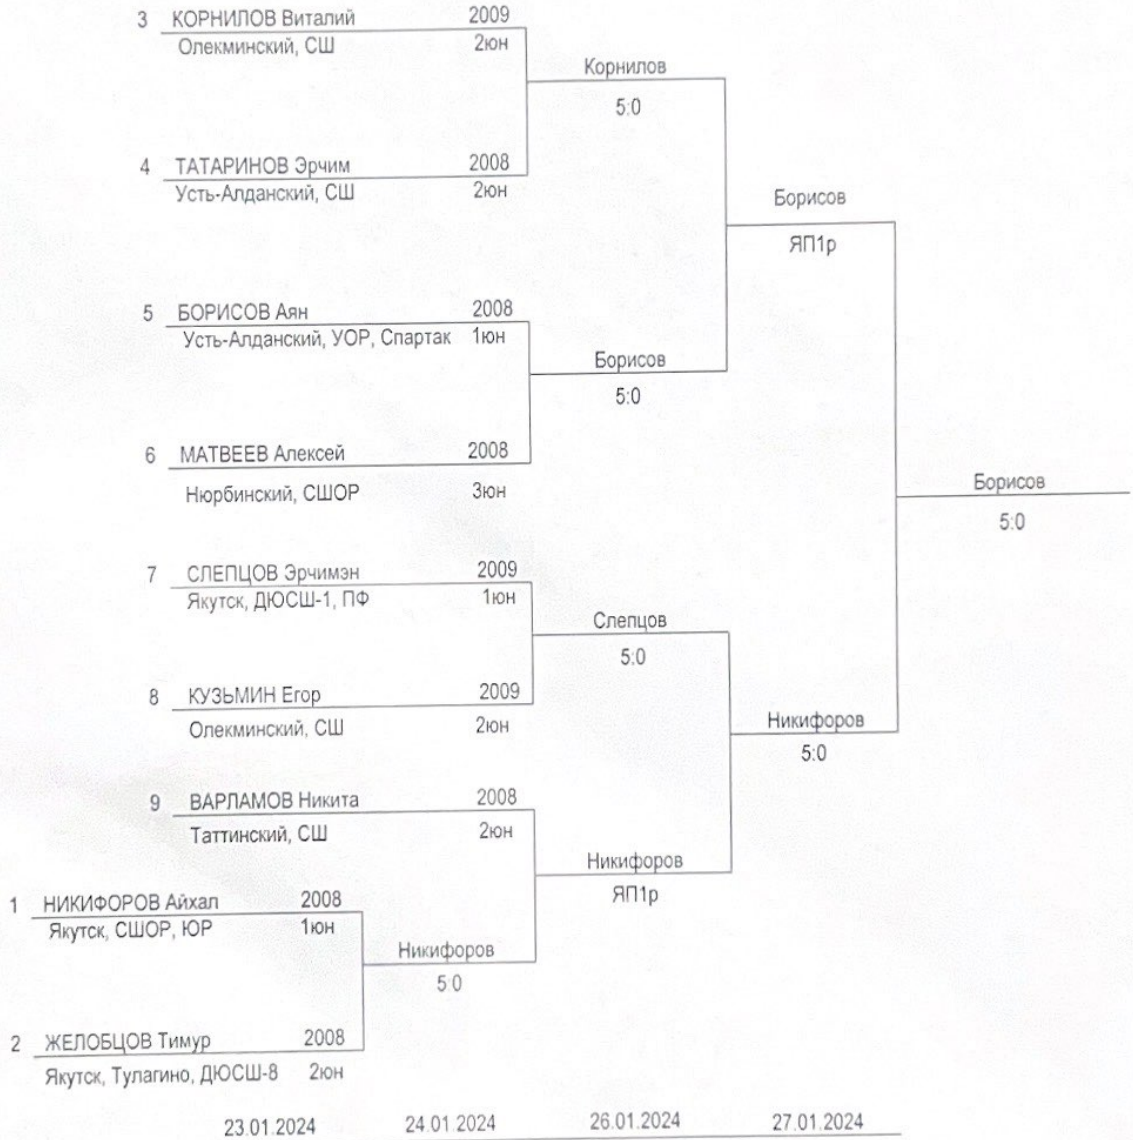 3 КОРНИЛОВ Виталий 2009
Олекминский, СШ 2юн
Корнилов
5:0
4 ТАТАРИНОВ Эрчим 2008
Усть-Алданский, СШ 2юн
Борисов
ЯП1р
5 БОРИСОВ Аян 2008
Усть-Алданский, УОР, Спартак 1юн
Борисов
5:0
6 МАТВЕЕВ Алексей 2008
Нюрбинский, СШОР 3юн
Борисов
5:0
7 СЛЕПЦОВ Эрчимэн 2009
Якутск, ДЮСШ-1, ПФ 1юн
Слепцов
5:0
8 КУЗЬМИН Егор 2009
Олекминский, СШ 2юн
Никифоров
5:0
9 ВАРЛАМОВ Никита 2008
Таттинский, СШ 2юн
Никифоров
ЯП1р
1 НИКИФОРОВ Айхал 2008
Якутск, СШОР, ЮР 1юн
Никифоров
5:0
2 ЖЕЛОБЦОВ Тимур 2008
Якутск, Тулагино, ДЮСШ-8 2юн
23.01.2024 24.01.2024 26.01.2024 27.01.2024